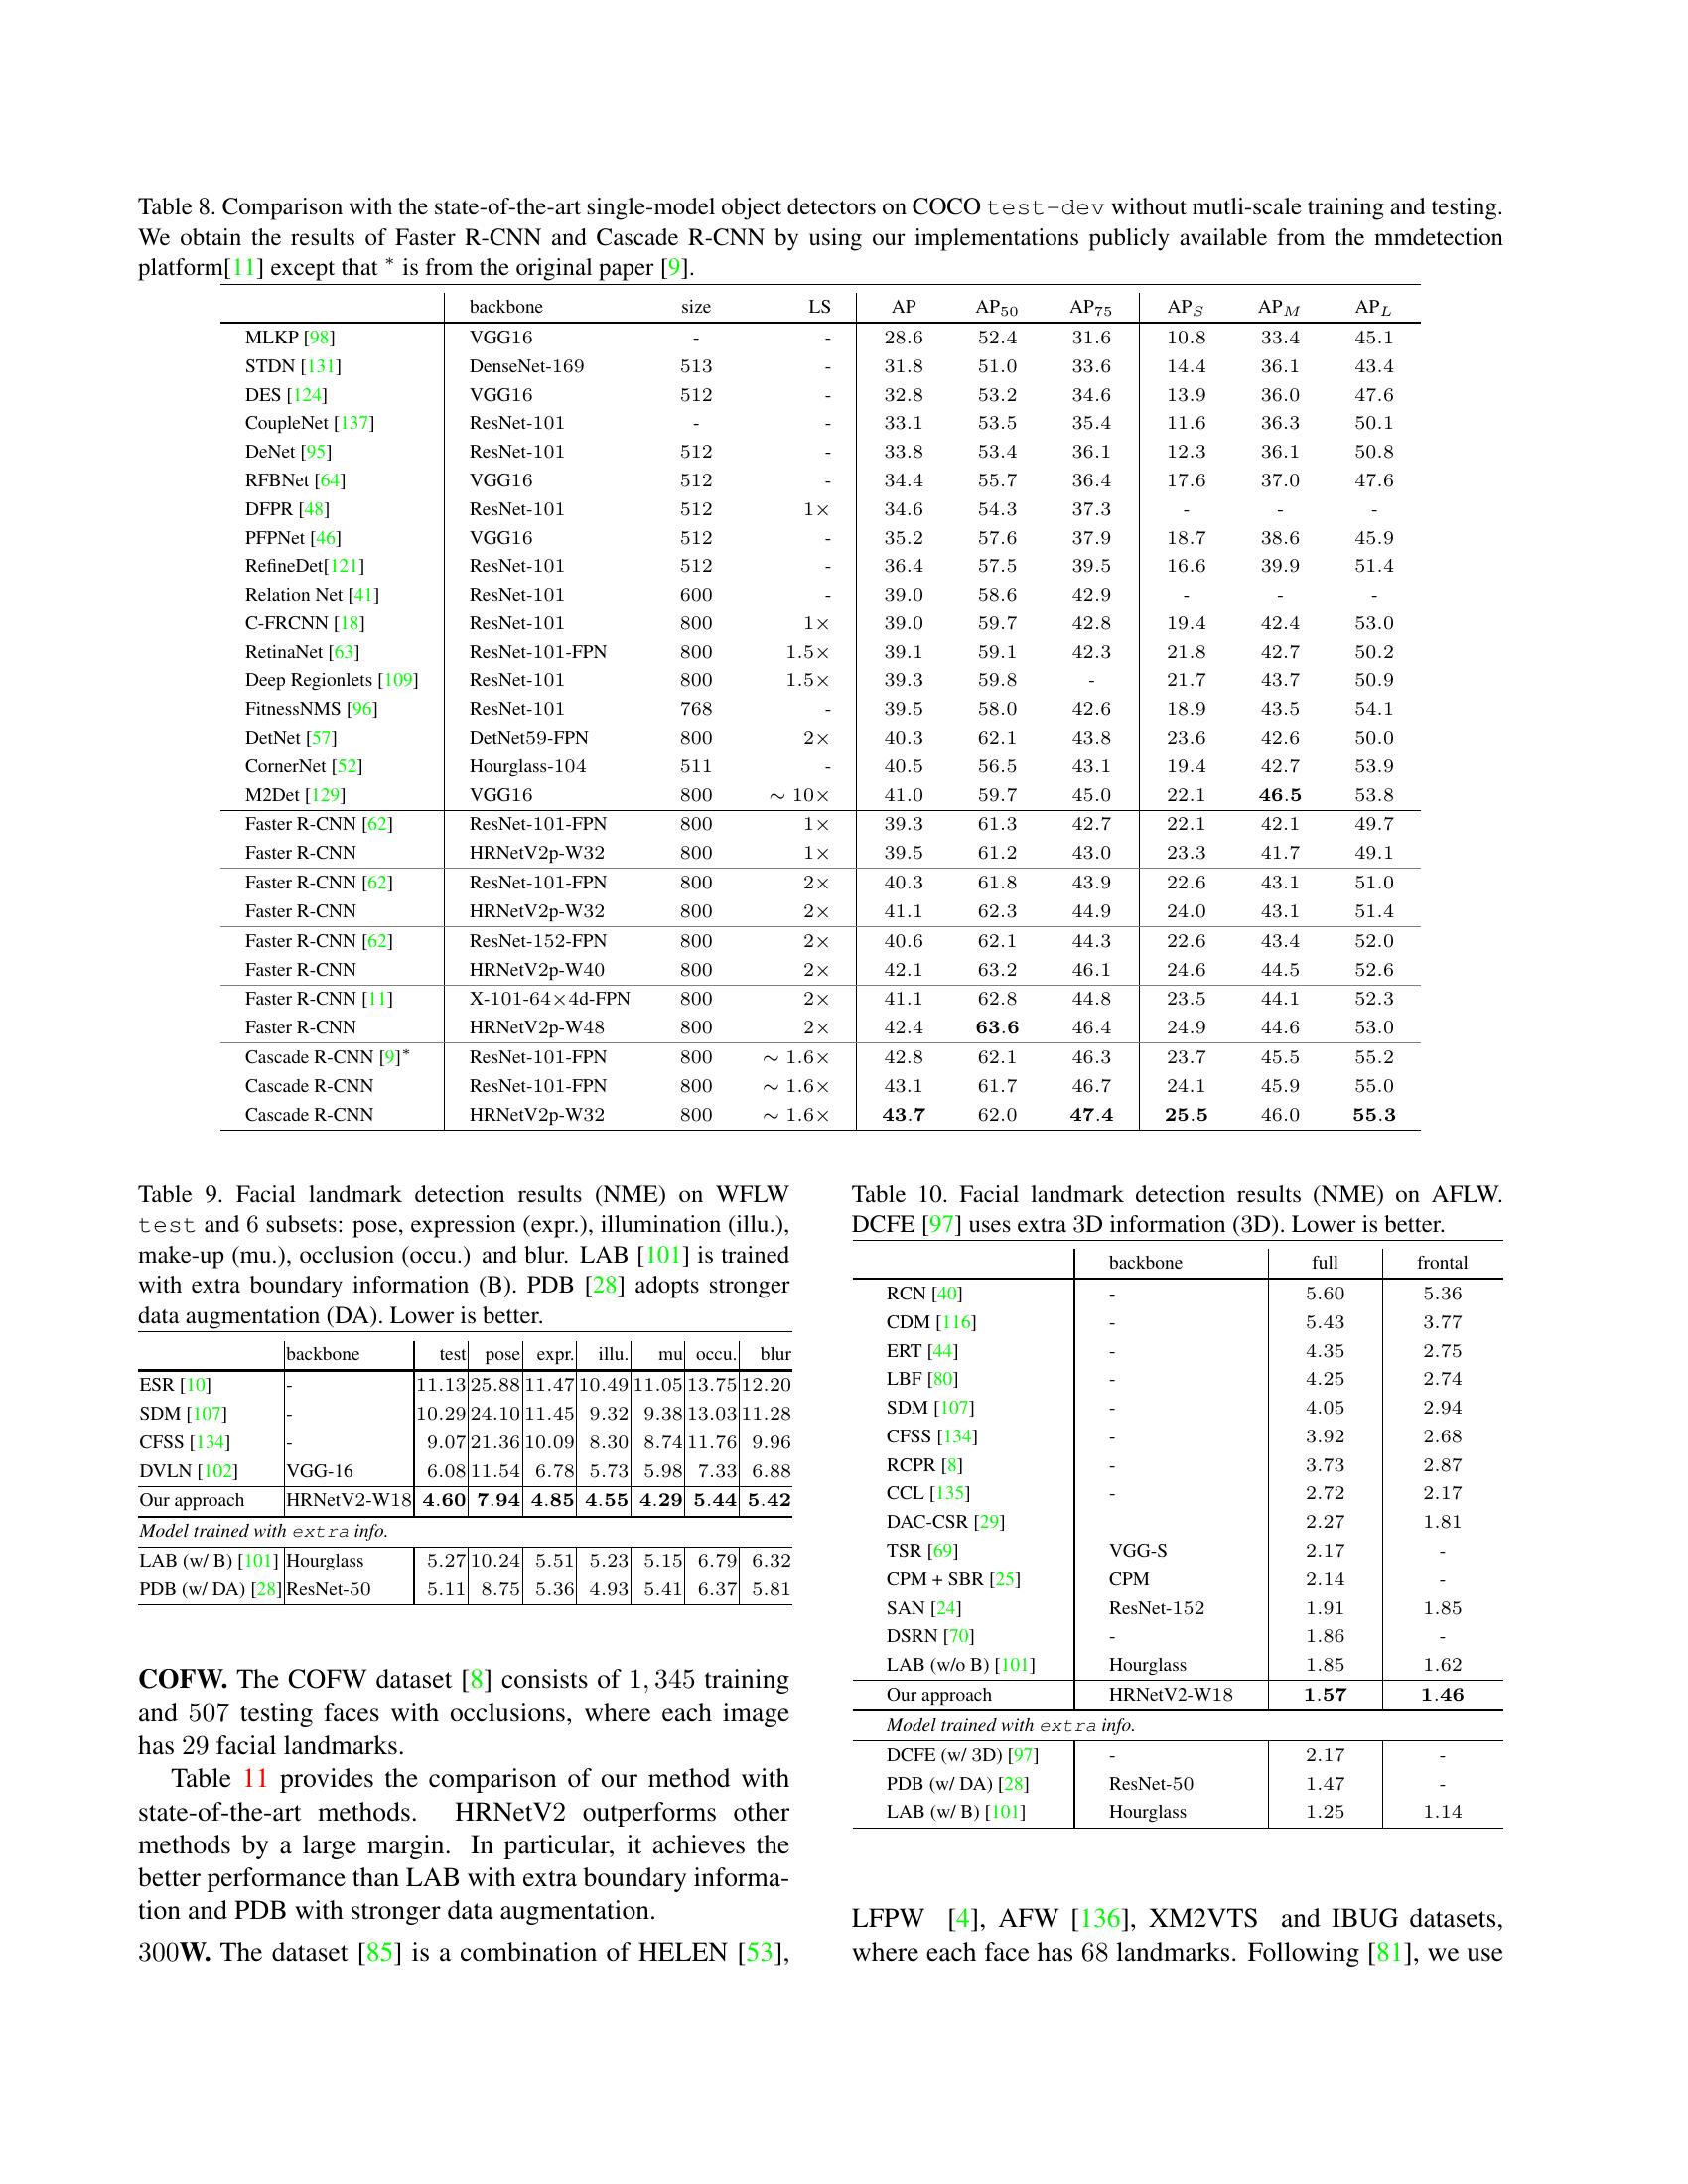 Table 8. Comparison with the state-of-the-art single-model object detectors on COCO test-dev without mutli-scale training and testing.
We obtain the results of Faster R-CNN and Cascade R-CNN by using our implementations publicly available from the mmdetection
platform[11] except that * is from the original paper [9].
backbone size LS AP AP50 AP75 APS APM APL
MLKP [98] VGG16 - - 28.6 52.4 31.6 10.8 33.4 45.1
STDN [131] DenseNet-169 513 - 31.8 51.0 33.6 14.4 36.1 43.4
DES [124] VGG16 512 - 32.8 53.2 34.6 13.9 36.0 47.6
CoupleNet [137] ResNet-101 - - 33.1 53.5 35.4 11.6 36.3 50.1
DeNet [95] ResNet-101 512 - 33.8 53.4 36.1 12.3 36.1 50.8
RFBNet [64] VGG16 512 - 34.4 55.7 36.4 17.6 37.0 47.6
DFPR [48] ResNet-101 512 1× 34.6 54.3 37.3 - - -
PFPNet [46] VGG16 512 - 35.2 57.6 37.9 18.7 38.6 45.9
RefineDet[121] ResNet-101 512 - 36.4 57.5 39.5 16.6 39.9 51.4
Relation Net [41] ResNet-101 600 - 39.0 58.6 42.9 - - -
C-FRCNN [18] ResNet-101 800 1× 39.0 59.7 42.8 19.4 42.4 53.0
RetinaNet [63] ResNet-101-FPN 800 1.5× 39.1 59.1 42.3 21.8 42.7 50.2
Deep Regionlets [109] ResNet-101 800 1.5× 39.3 59.8 - 21.7 43.7 50.9
FitnessNMS [96] ResNet-101 768 - 39.5 58.0 42.6 18.9 43.5 54.1
DetNet [57] DetNet59-FPN 800 2× 40.3 62.1 43.8 23.6 42.6 50.0
CornerNet [52] Hourglass-104 511 - 40.5 56.5 43.1 19.4 42.7 53.9
M2Det [129] VGG16 800 ∼ 10× 41.0 59.7 45.0 22.1 46.5 53.8
Faster R-CNN [62] ResNet-101-FPN 800 1× 39.3 61.3 42.7 22.1 42.1 49.7
Faster R-CNN HRNetV2p-W32 800 1× 39.5 61.2 43.0 23.3 41.7 49.1
Faster R-CNN [62] ResNet-101-FPN 800 2× 40.3 61.8 43.9 22.6 43.1 51.0
Faster R-CNN HRNetV2p-W32 800 2× 41.1 62.3 44.9 24.0 43.1 51.4
Faster R-CNN [62] ResNet-152-FPN 800 2× 40.6 62.1 44.3 22.6 43.4 52.0
Faster R-CNN HRNetV2p-W40 800 2× 42.1 63.2 46.1 24.6 44.5 52.6
Faster R-CNN [11] X-101-64×4d-FPN 800 2× 41.1 62.8 44.8 23.5 44.1 52.3
Faster R-CNN HRNetV2p-W48 800 2× 42.4 63.6 46.4 24.9 44.6 53.0
Cascade R-CNN [9]* ResNet-101-FPN 800 ∼ 1.6× 42.8 62.1 46.3 23.7 45.5 55.2
Cascade R-CNN ResNet-101-FPN 800 ∼ 1.6× 43.1 61.7 46.7 24.1 45.9 55.0
Cascade R-CNN HRNetV2p-W32 800 ∼ 1.6× 43.7 62.0 47.4 25.5 46.0 55.3
Table 9. Facial landmark detection results (NME) on WFLW
test and 6 subsets: pose, expression (expr.), illumination (illu.),
make-up (mu.), occlusion (occu.) and blur. LAB [101] is trained
with extra boundary information (B). PDB [28] adopts stronger
data augmentation (DA). Lower is better.
backbone test pose expr. illu. mu occu. blur
ESR [10] - 11.13 25.88 11.47 10.49 11.05 13.75 12.20
SDM [107] - 10.29 24.10 11.45 9.32 9.38 13.03 11.28
CFSS [134] - 9.07 21.36 10.09 8.30 8.74 11.76 9.96
DVLN [102] VGG-16 6.08 11.54 6.78 5.73 5.98 7.33 6.88
Our approach HRNetV2-W18 4.60 7.94 4.85 4.55 4.29 5.44 5.42
Model trained with extra info.
LAB (w/ B) [101] Hourglass 5.27 10.24 5.51 5.23 5.15 6.79 6.32
PDB (w/ DA) [28] ResNet-50 5.11 8.75 5.36 4.93 5.41 6.37 5.81
COFW. The COFW dataset [8] consists of 1, 345 training
and 507 testing faces with occlusions, where each image
has 29 facial landmarks.
Table 11 provides the comparison of our method with
state-of-the-art methods. HRNetV2 outperforms other
methods by a large margin. In particular, it achieves the
better performance than LAB with extra boundary informa-
tion and PDB with stronger data augmentation.
300W. The dataset [85] is a combination of HELEN [53],
Table 10. Facial landmark detection results (NME) on AFLW.
DCFE [97] uses extra 3D information (3D). Lower is better.
backbone full frontal
RCN [40] - 5.60 5.36
CDM [116] - 5.43 3.77
ERT [44] - 4.35 2.75
LBF [80] - 4.25 2.74
SDM [107] - 4.05 2.94
CFSS [134] - 3.92 2.68
RCPR [8] - 3.73 2.87
CCL [135] - 2.72 2.17
DAC-CSR [29] 2.27 1.81
TSR [69] VGG-S 2.17 -
CPM + SBR [25] CPM 2.14 -
SAN [24] ResNet-152 1.91 1.85
DSRN [70] - 1.86 -
LAB (w/o B) [101] Hourglass 1.85 1.62
Our approach HRNetV2-W18 1.57 1.46
Model trained with extra info.
DCFE (w/ 3D) [97] - 2.17 -
PDB (w/ DA) [28] ResNet-50 1.47 -
LAB (w/ B) [101] Hourglass 1.25 1.14
LFPW [4], AFW [136], XM2VTS and IBUG datasets,
where each face has 68 landmarks. Following [81], we use